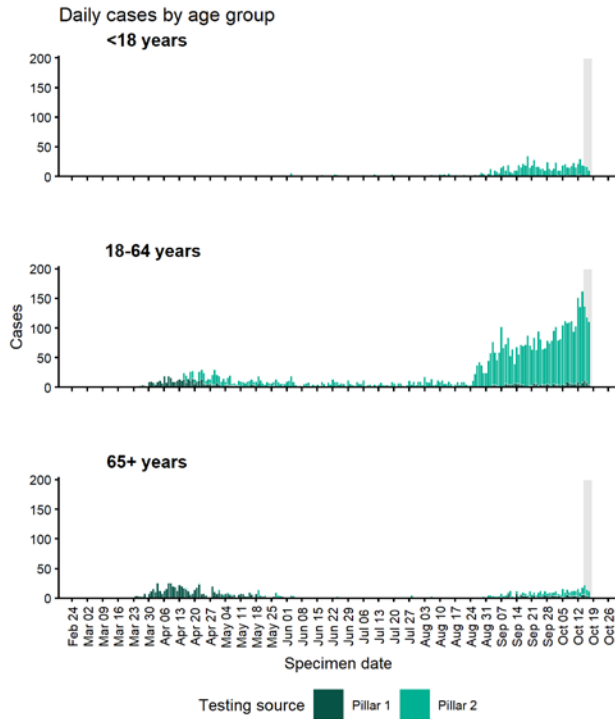 Daily cases by age group
<18 years
200
150
100
50
0
18-64 years
200
150
100
50
0
Cases
65+ years
200
150
100
50
0
Feb 24
Mar 02
Mar 09
Mar 16
Mar 23
Mar 30
Apr 06
Apr 13
Apr 20
Apr 27
May 04
May 11
May 18
May 25
Jun 01
Jun 08
Jun 15
Jun 22
Jun 29
Jul 06
Jul 13
Jul 20
Jul 27
Aug 03
Aug 10
Aug 17
Aug 24
Aug 31
Sep 07
Sep 14
Sep 21
Sep 28
Oct 05
Oct 12
Oct 19
Oct 26
Specimen date
Testing source Pillar 1 Pillar 2